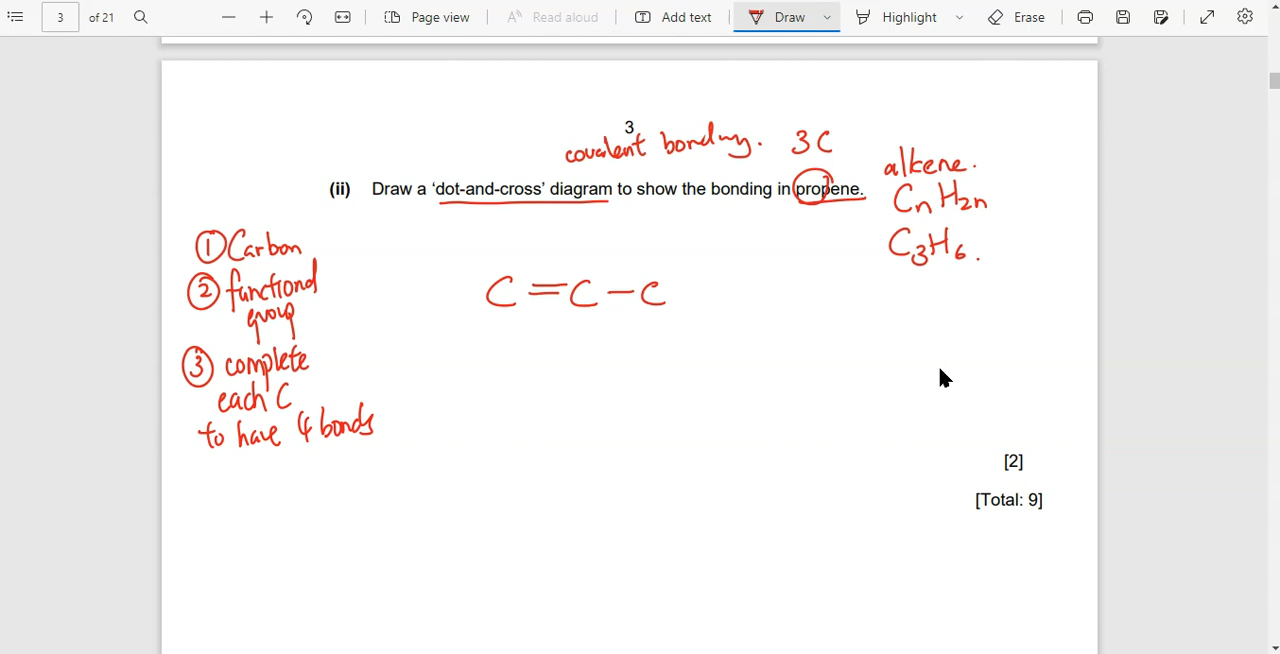 3 of 21 Page view Read aloud Add text Draw Highlight Erase
3
covalent bonding. 3C
alkene.
(ii) Draw a ‘dot-and-cross’ diagram to show the bonding in propene.
CnH2n
① Carbon
C3H6.
② functional
group
C = C – C
③ complete
each C
to have 4 bonds
[2]
[Total: 9]